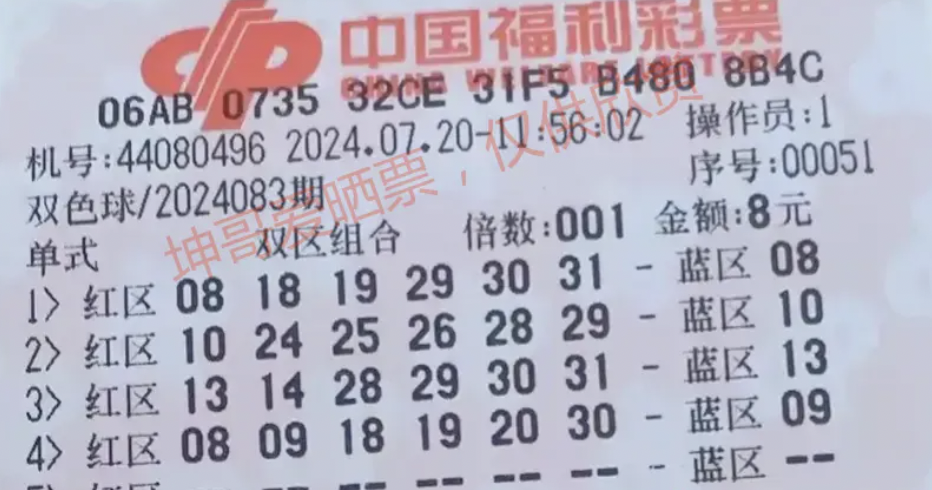 中国福利彩票
CHINA WELFARE LOTTERY
06AB 0735 32CE 31F5 B480 8B4C
机号:44080496 2024.07.20-11:56:02 操作员:1
双色球/2024083期 序号:00051
坤哥爱晒票，仅供欣赏
单式 双区组合 倍数:001 金额:8元
1> 红区 08 18 19 29 30 31 - 蓝区 08
2> 红区 10 24 25 26 28 29 - 蓝区 10
3> 红区 13 14 28 29 30 31 - 蓝区 13
4> 红区 08 09 18 19 20 30 - 蓝区 09
5> 红区 -- -- -- -- -- -- - 蓝区 --